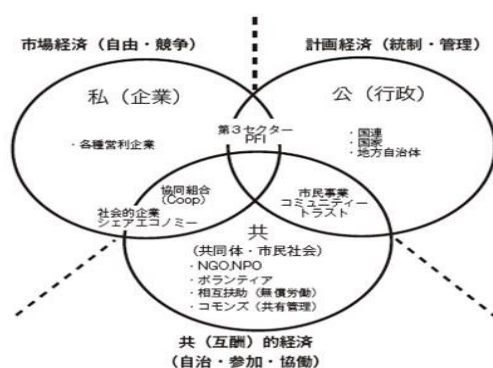 市場経済（自由・競争）
計画経済（統制・管理）
私（企業）
公（行政）
・各種営利企業
第３セクター
PFI
・国連
・国家
・地方自治体
協同組合
(Coop)
社会的企業
シェアエコノミー
市民事業
コミュニティー
トラスト
共
(共同体・市民社会)
・NGO,NPO
・ボランティア
・相互扶助（無償労働）
・コモンズ（共有管理）
共（互酬）的経済
（自治・参加・協働）